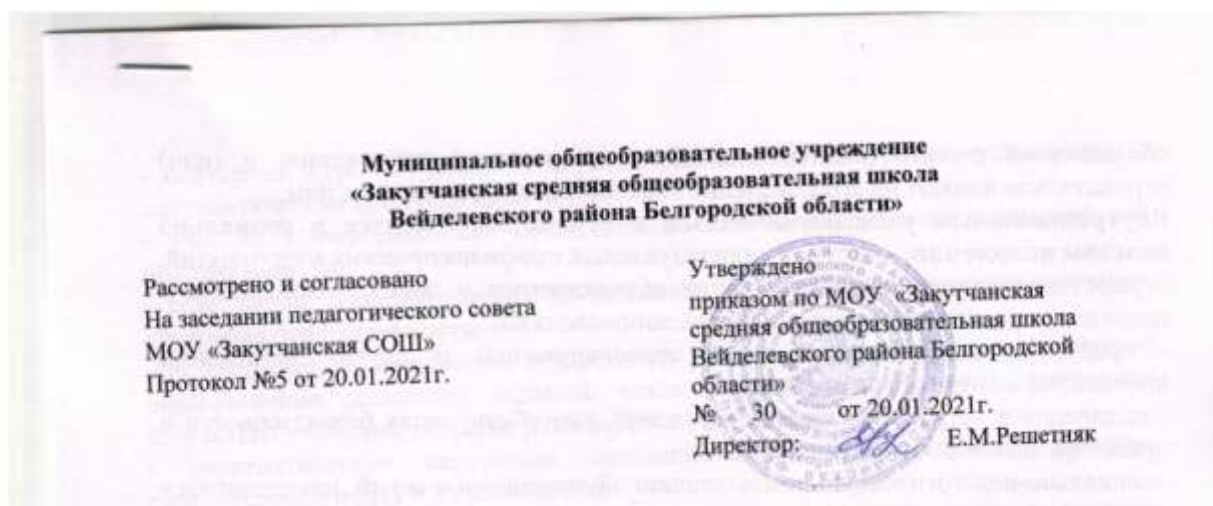 Муниципальное общеобразовательное учреждение
«Закутчанская средняя общеобразовательная школа
Вейделевского района Белгородской области»
Рассмотрено и согласовано
На заседании педагогического совета
МОУ «Закутчанская СОШ»
Протокол №5 от 20.01.2021г.
Утверждено
приказом по МОУ «Закутчанская
средняя общеобразовательная школа
Вейделевского района Белгородской
области»
№ 30 от 20.01.2021г.
Директор: Е.М.Решетняк